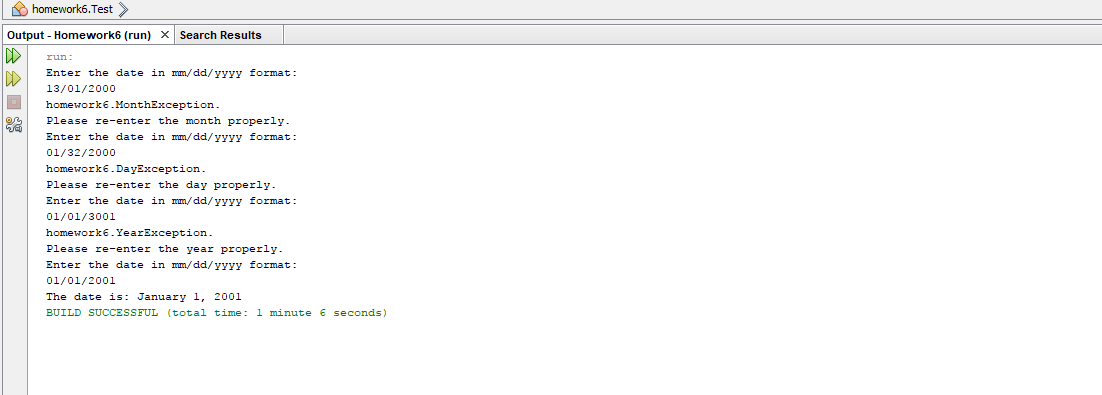 homework6.Test
Output - Homework6 (run) × Search Results
run:
Enter the date in mm/dd/yyyy format:
13/01/2000
homework6.MonthException.
Please re-enter the month properly.
Enter the date in mm/dd/yyyy format:
01/32/2000
homework6.DayException.
Please re-enter the day properly.
Enter the date in mm/dd/yyyy format:
01/01/3001
homework6.YearException.
Please re-enter the year properly.
Enter the date in mm/dd/yyyy format:
01/01/2001
The date is: January 1, 2001
BUILD SUCCESSFUL (total time: 1 minute 6 seconds)